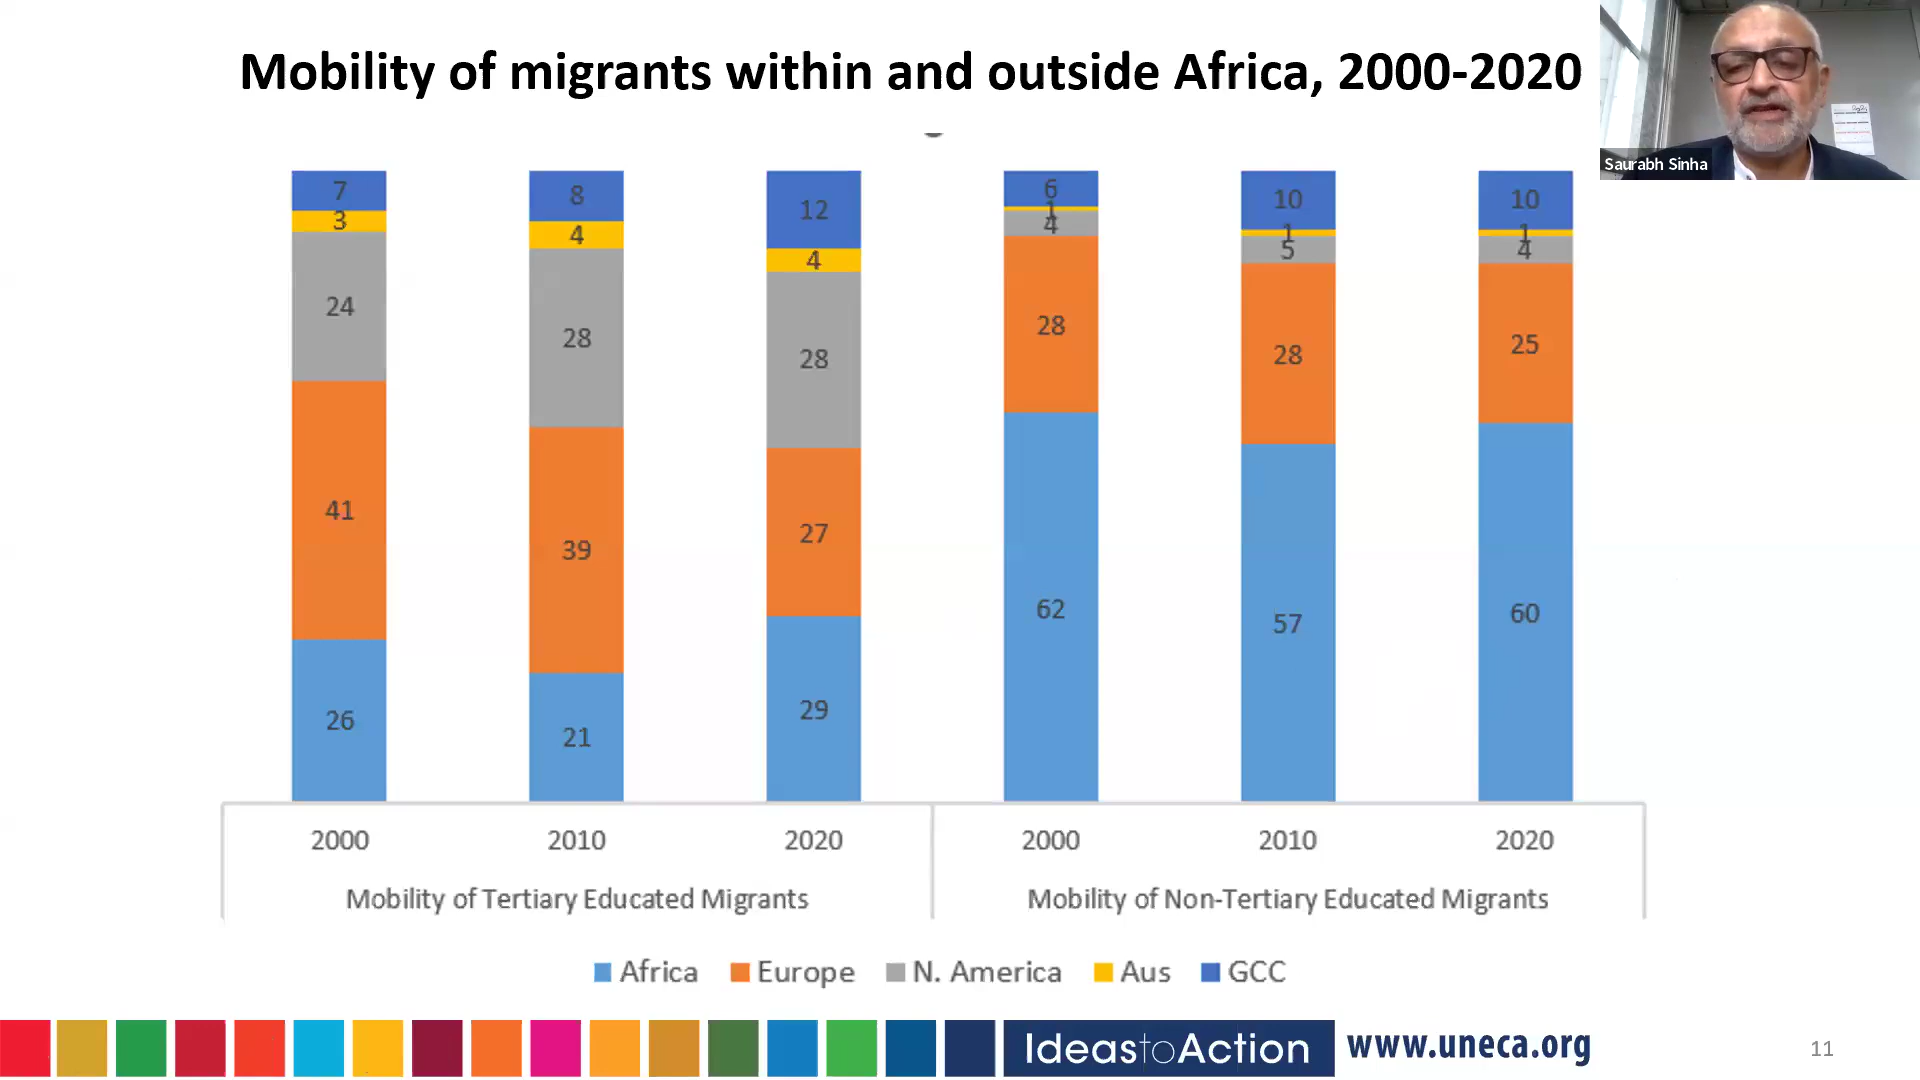 Mobility of migrants within and outside Africa, 2000-2020
Saurabh Sinha
7 8 12 6 10 10
3 4 4 1 1 1
24 28 28 4 5 4
41 39 27 28 28 25
26 21 29 62 57 60
2000 2010 2020 2000 2010 2020
Mobility of Tertiary Educated Migrants Mobility of Non-Tertiary Educated Migrants
Africa Europe N. America Aus GCC
IdeastoAction www.uneca.org 11